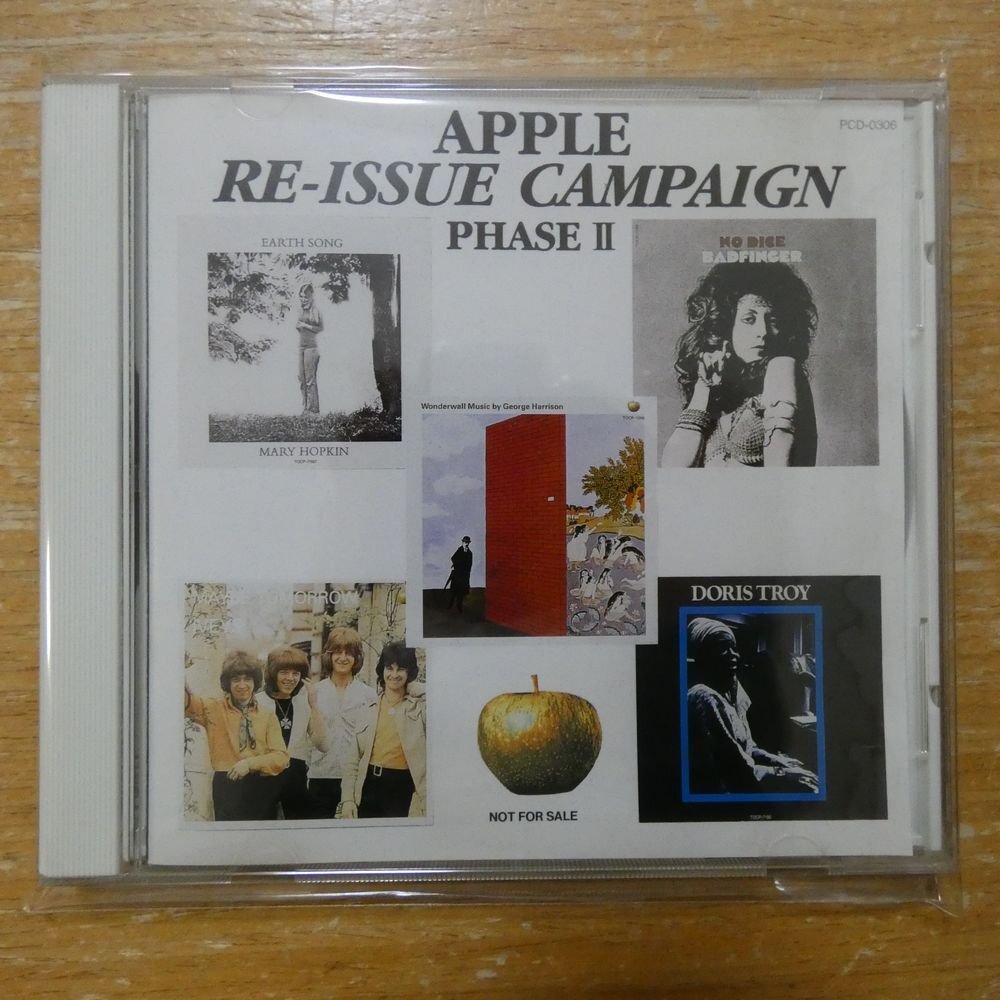 APPLE
PCD-0306
RE-ISSUE CAMPAIGN
PHASE II
EARTH SONG
MARY HOPKIN
NO DICE
BADFINGER
Wonderwall Music by George Harrison
DORIS TROY
NOT FOR SALE